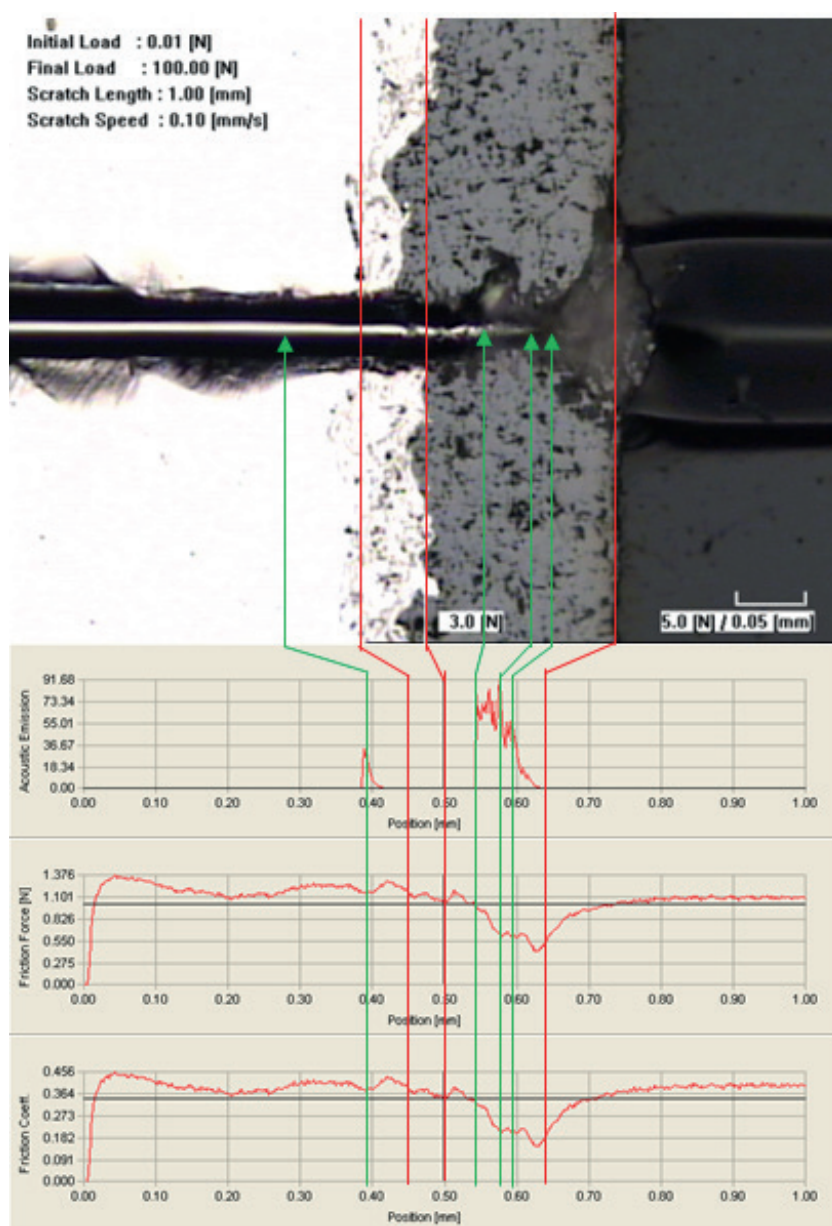 Initial Load : 0.01 [N]
Final Load : 100.00 [N]
Scratch Length : 1.00 [mm]
Scratch Speed : 0.10 [mm/s]
3.0 [N]
5.0 [N] / 0.05 [mm]
Acoustic Emission
91.68
73.34
55.01
36.67
18.34
0.00
0.00 0.10 0.20 0.30 0.40 0.50 0.60 0.70 0.80 0.90 1.00
Position [mm]
Friction Force [N]
1.376
1.101
0.826
0.550
0.275
0.000
0.00 0.10 0.20 0.30 0.40 0.50 0.60 0.70 0.80 0.90 1.00
Position [mm]
Friction Coeff.
0.456
0.364
0.273
0.182
0.091
0.000
0.00 0.10 0.20 0.30 0.40 0.50 0.60 0.70 0.80 0.90 1.00
Position [mm]